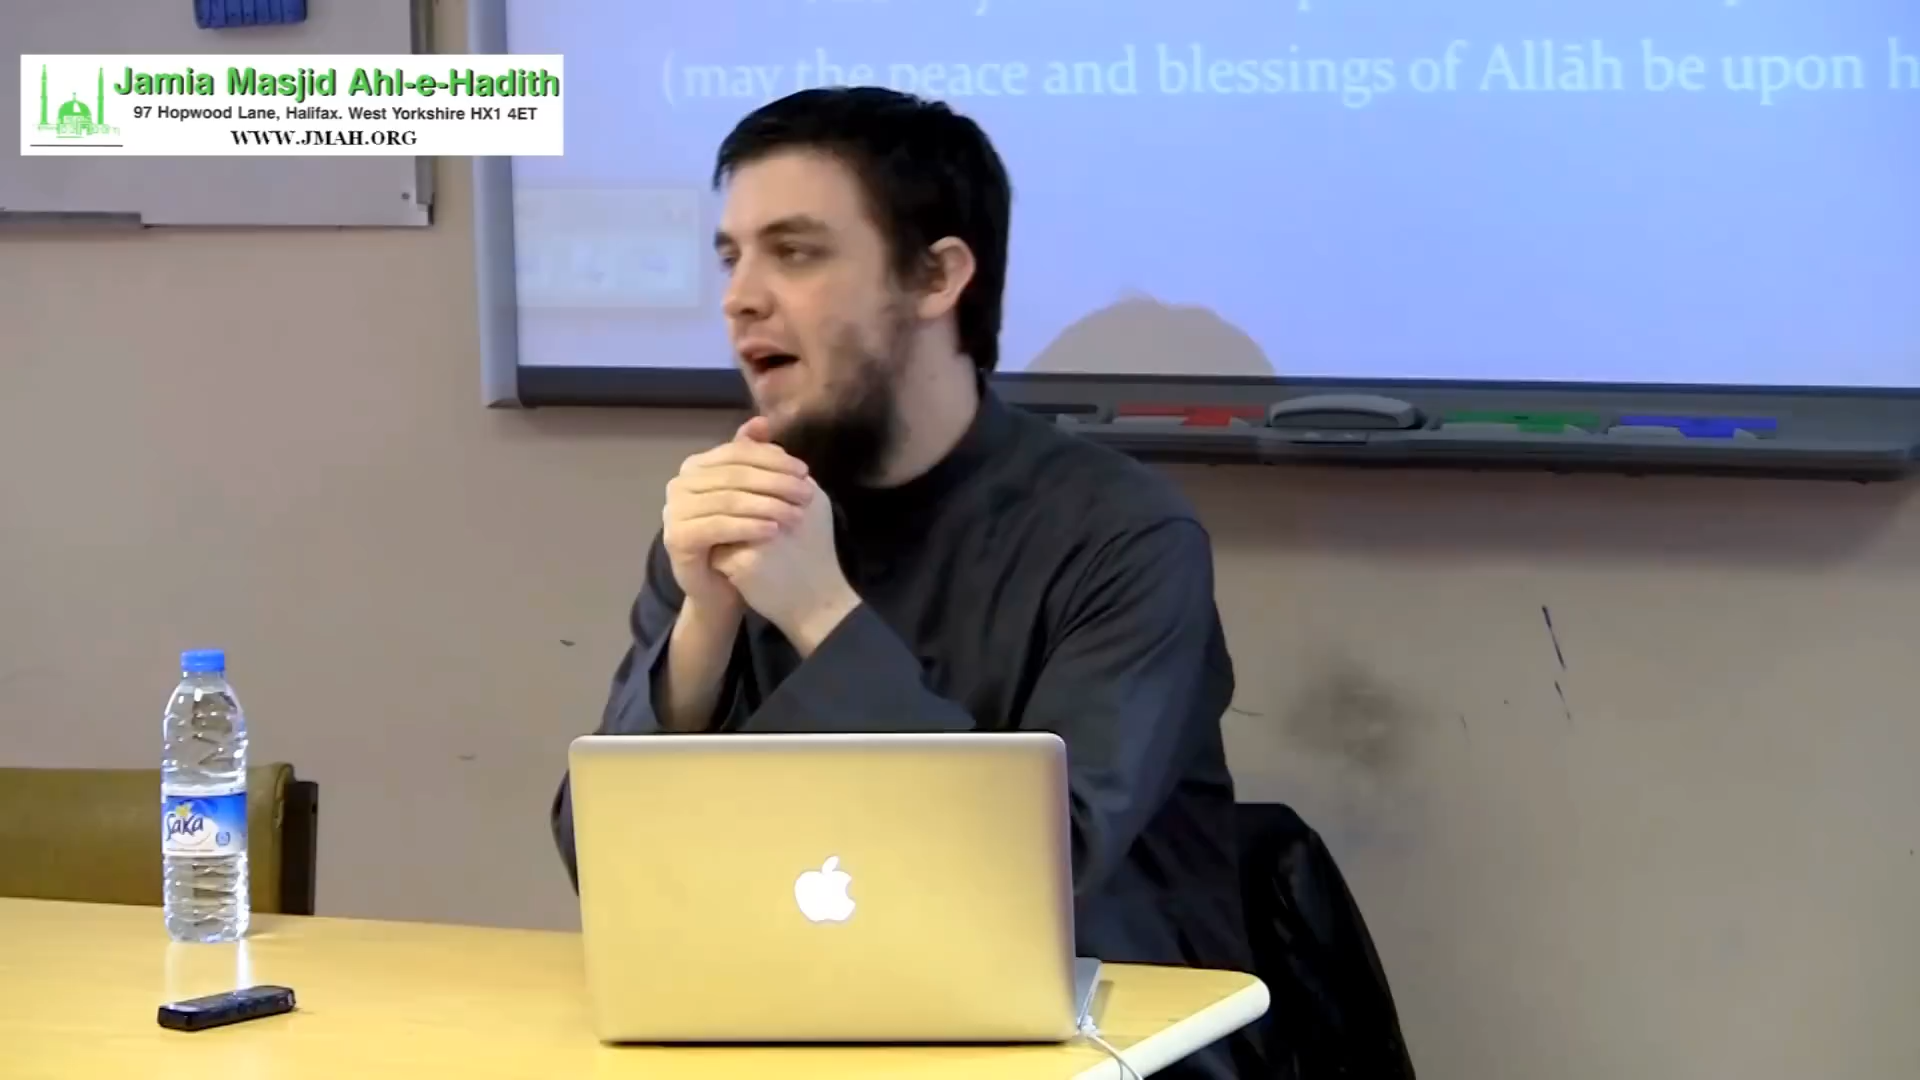 Jamia Masjid Ahl-e-Hadith
97 Hopwood Lane, Halifax. West Yorkshire HX1 4ET
WWW.JMAH.ORG
(may the peace and blessings of Allāh be upon h
Saka